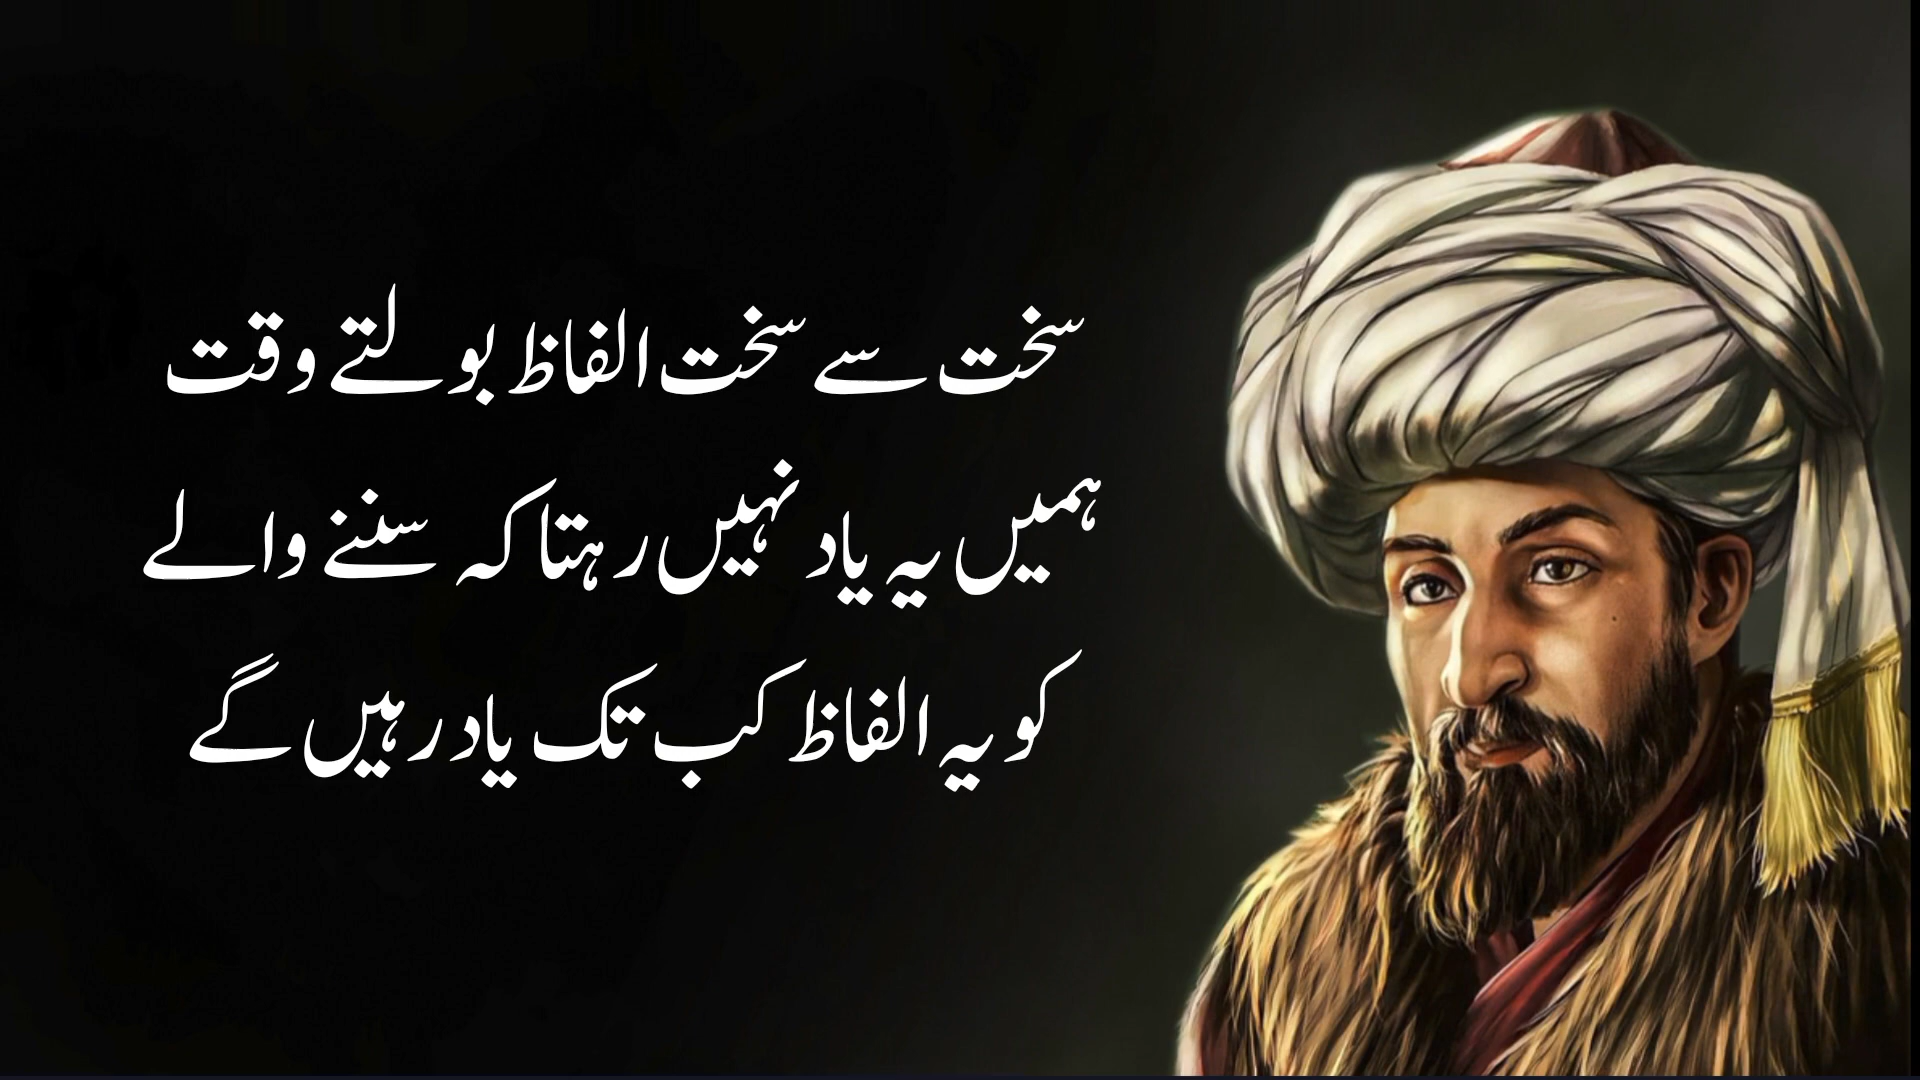 سخت سے سخت الفاظ بولتے وقت
ہمیں یہ یاد نہیں رہتا کہ سننے والے
کو یہ الفاظ کب تک یاد رہیں گے